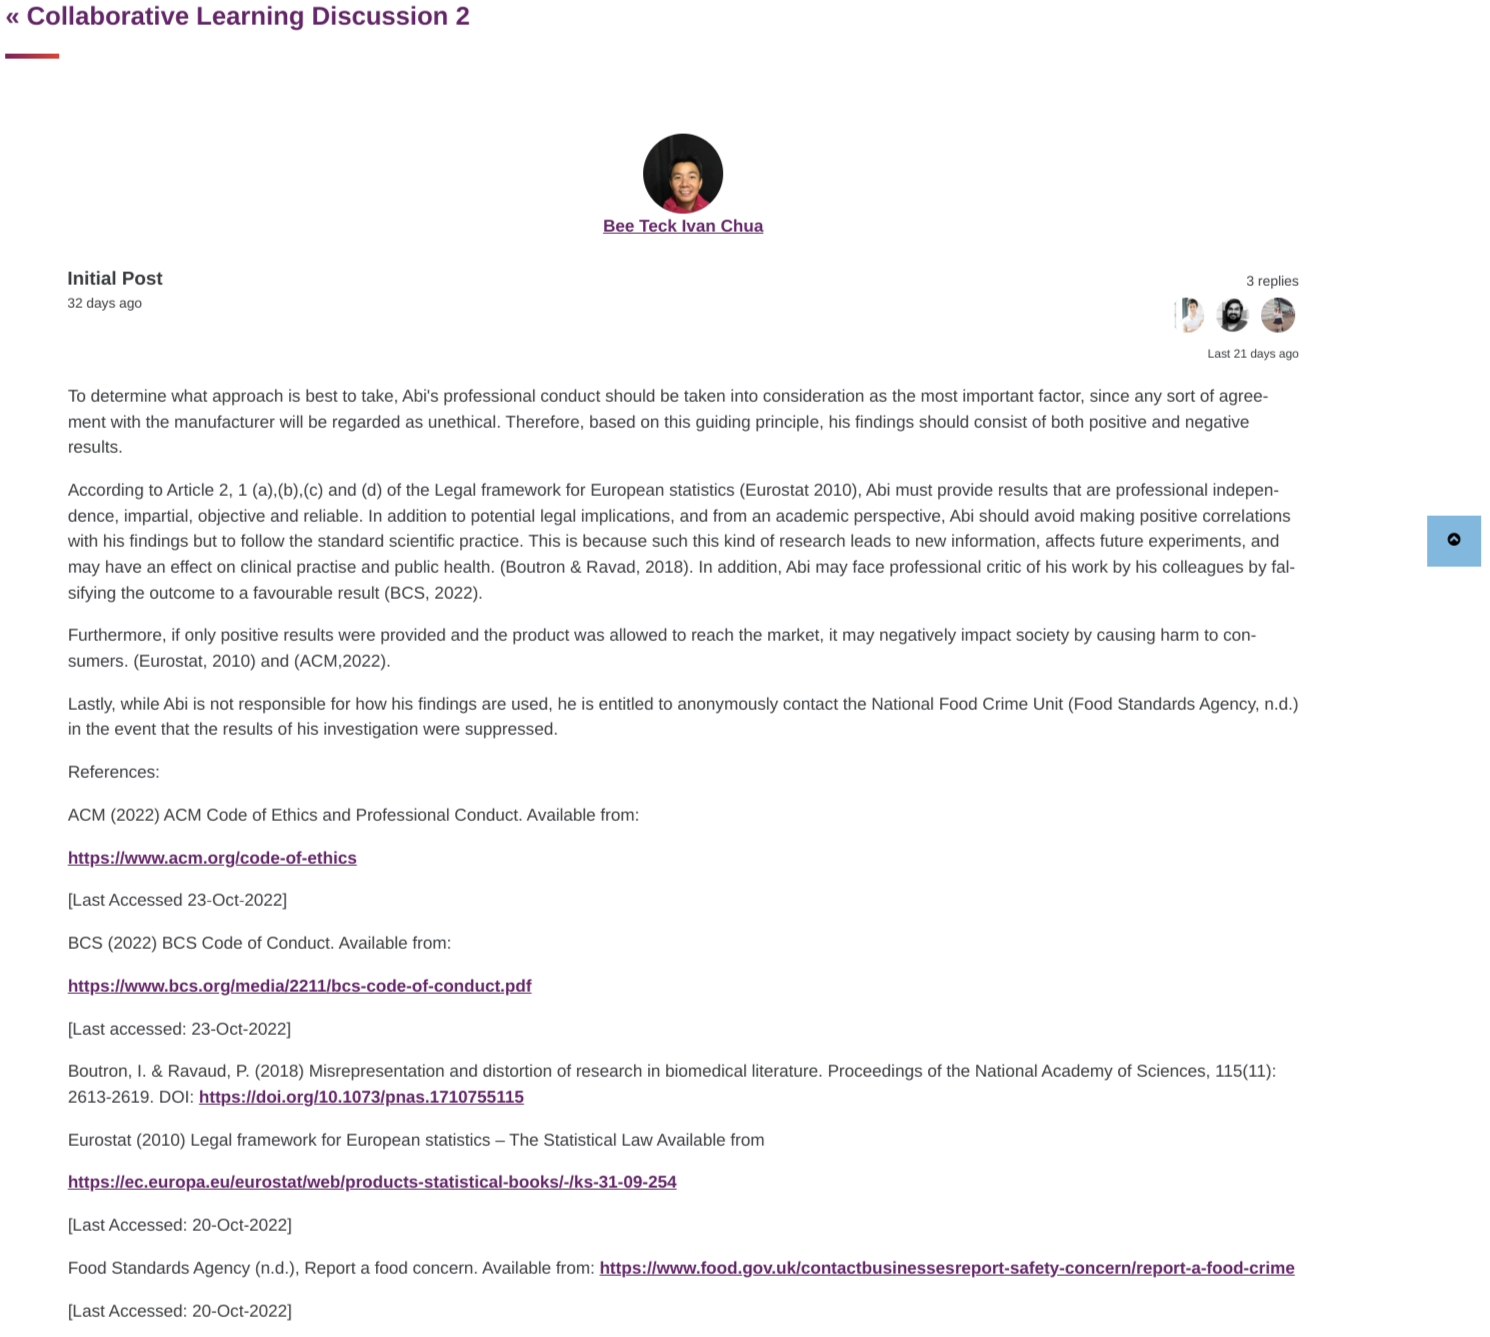 « Collaborative Learning Discussion 2
Bee Teck Ivan Chua
Initial Post
32 days ago
3 replies
Last 21 days ago
To determine what approach is best to take, Abi's professional conduct should be taken into consideration as the most important factor, since any sort of agree-
ment with the manufacturer will be regarded as unethical. Therefore, based on this guiding principle, his findings should consist of both positive and negative
results.
According to Article 2, 1 (a),(b),(c) and (d) of the Legal framework for European statistics (Eurostat 2010), Abi must provide results that are professional indepen-
dence, impartial, objective and reliable. In addition to potential legal implications, and from an academic perspective, Abi should avoid making positive correlations
with his findings but to follow the standard scientific practice. This is because such this kind of research leads to new information, affects future experiments, and
may have an effect on clinical practise and public health. (Boutron & Ravad, 2018). In addition, Abi may face professional critic of his work by his colleagues by fal-
sifying the outcome to a favourable result (BCS, 2022).
Furthermore, if only positive results were provided and the product was allowed to reach the market, it may negatively impact society by causing harm to con-
sumers. (Eurostat, 2010) and (ACM,2022).
Lastly, while Abi is not responsible for how his findings are used, he is entitled to anonymously contact the National Food Crime Unit (Food Standards Agency, n.d.)
in the event that the results of his investigation were suppressed.
References:
ACM (2022) ACM Code of Ethics and Professional Conduct. Available from:
https://www.acm.org/code-of-ethics
[Last Accessed 23-Oct-2022]
BCS (2022) BCS Code of Conduct. Available from:
https://www.bcs.org/media/2211/bcs-code-of-conduct.pdf
[Last accessed: 23-Oct-2022]
Boutron, I. & Ravaud, P. (2018) Misrepresentation and distortion of research in biomedical literature. Proceedings of the National Academy of Sciences, 115(11):
2613-2619. DOI: https://doi.org/10.1073/pnas.1710755115
Eurostat (2010) Legal framework for European statistics – The Statistical Law Available from
https://ec.europa.eu/eurostat/web/products-statistical-books/-/ks-31-09-254
[Last Accessed: 20-Oct-2022]
Food Standards Agency (n.d.), Report a food concern. Available from: https://www.food.gov.uk/contactbusinessesreport-safety-concern/report-a-food-crime
[Last Accessed: 20-Oct-2022]